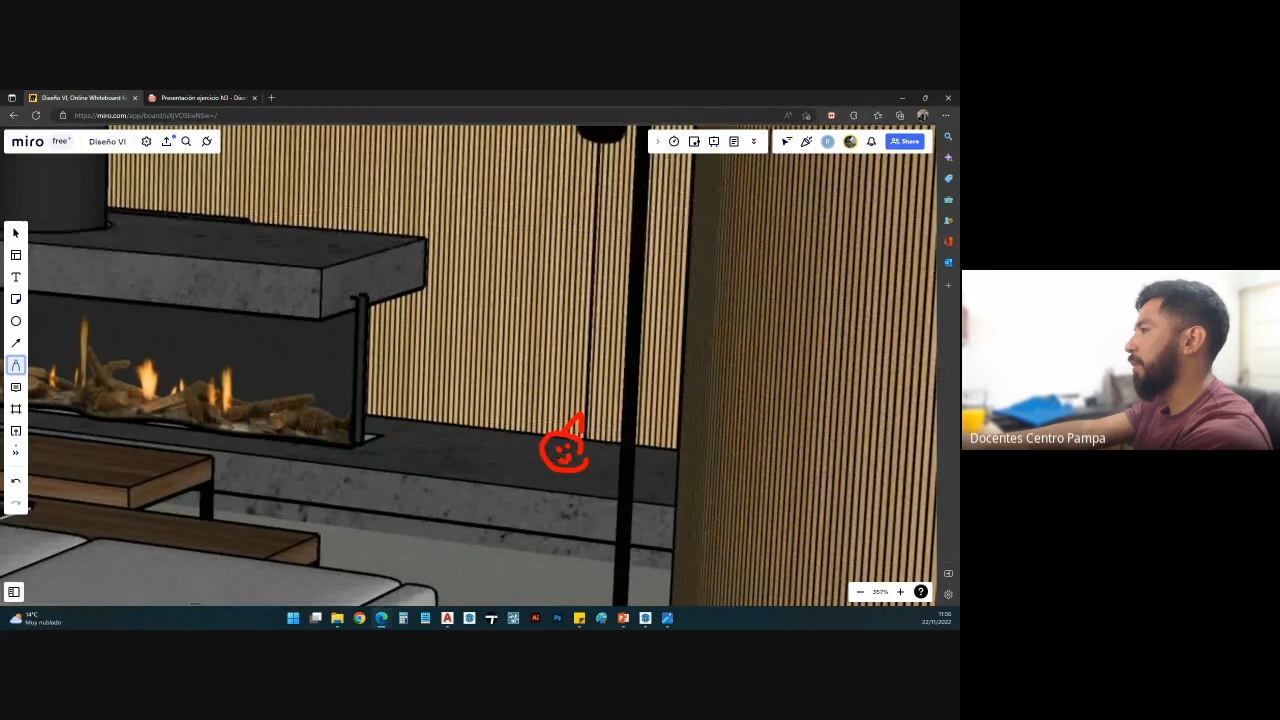 Diseño VI, Online Whiteboard fo
Presentación ejercicio N3 - Dise
https://miro.com/app/board/uXjVOSbeNSw=/
miro free
Diseño VI
Share
Docentes Centro Pampa
357%
14°C
Muy nublado
11:56
22/11/2022